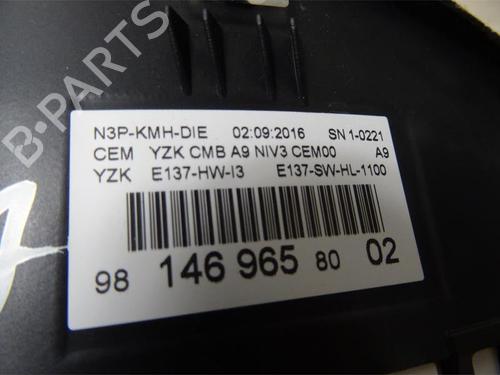 N3P-KMH-DIE 02:09:2016 SN 1-0221
CEM YZK CMB A9 NIV3 CEM00 A9
YZK E137-HW-I3 E137-SW-HL-1100
98 146 965 80 02
B-PARTS